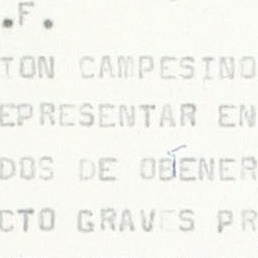 .F.
TON CAMPESINO
EPRESENTAR EN
DOS DE OBENER
CTO GRAVES PR